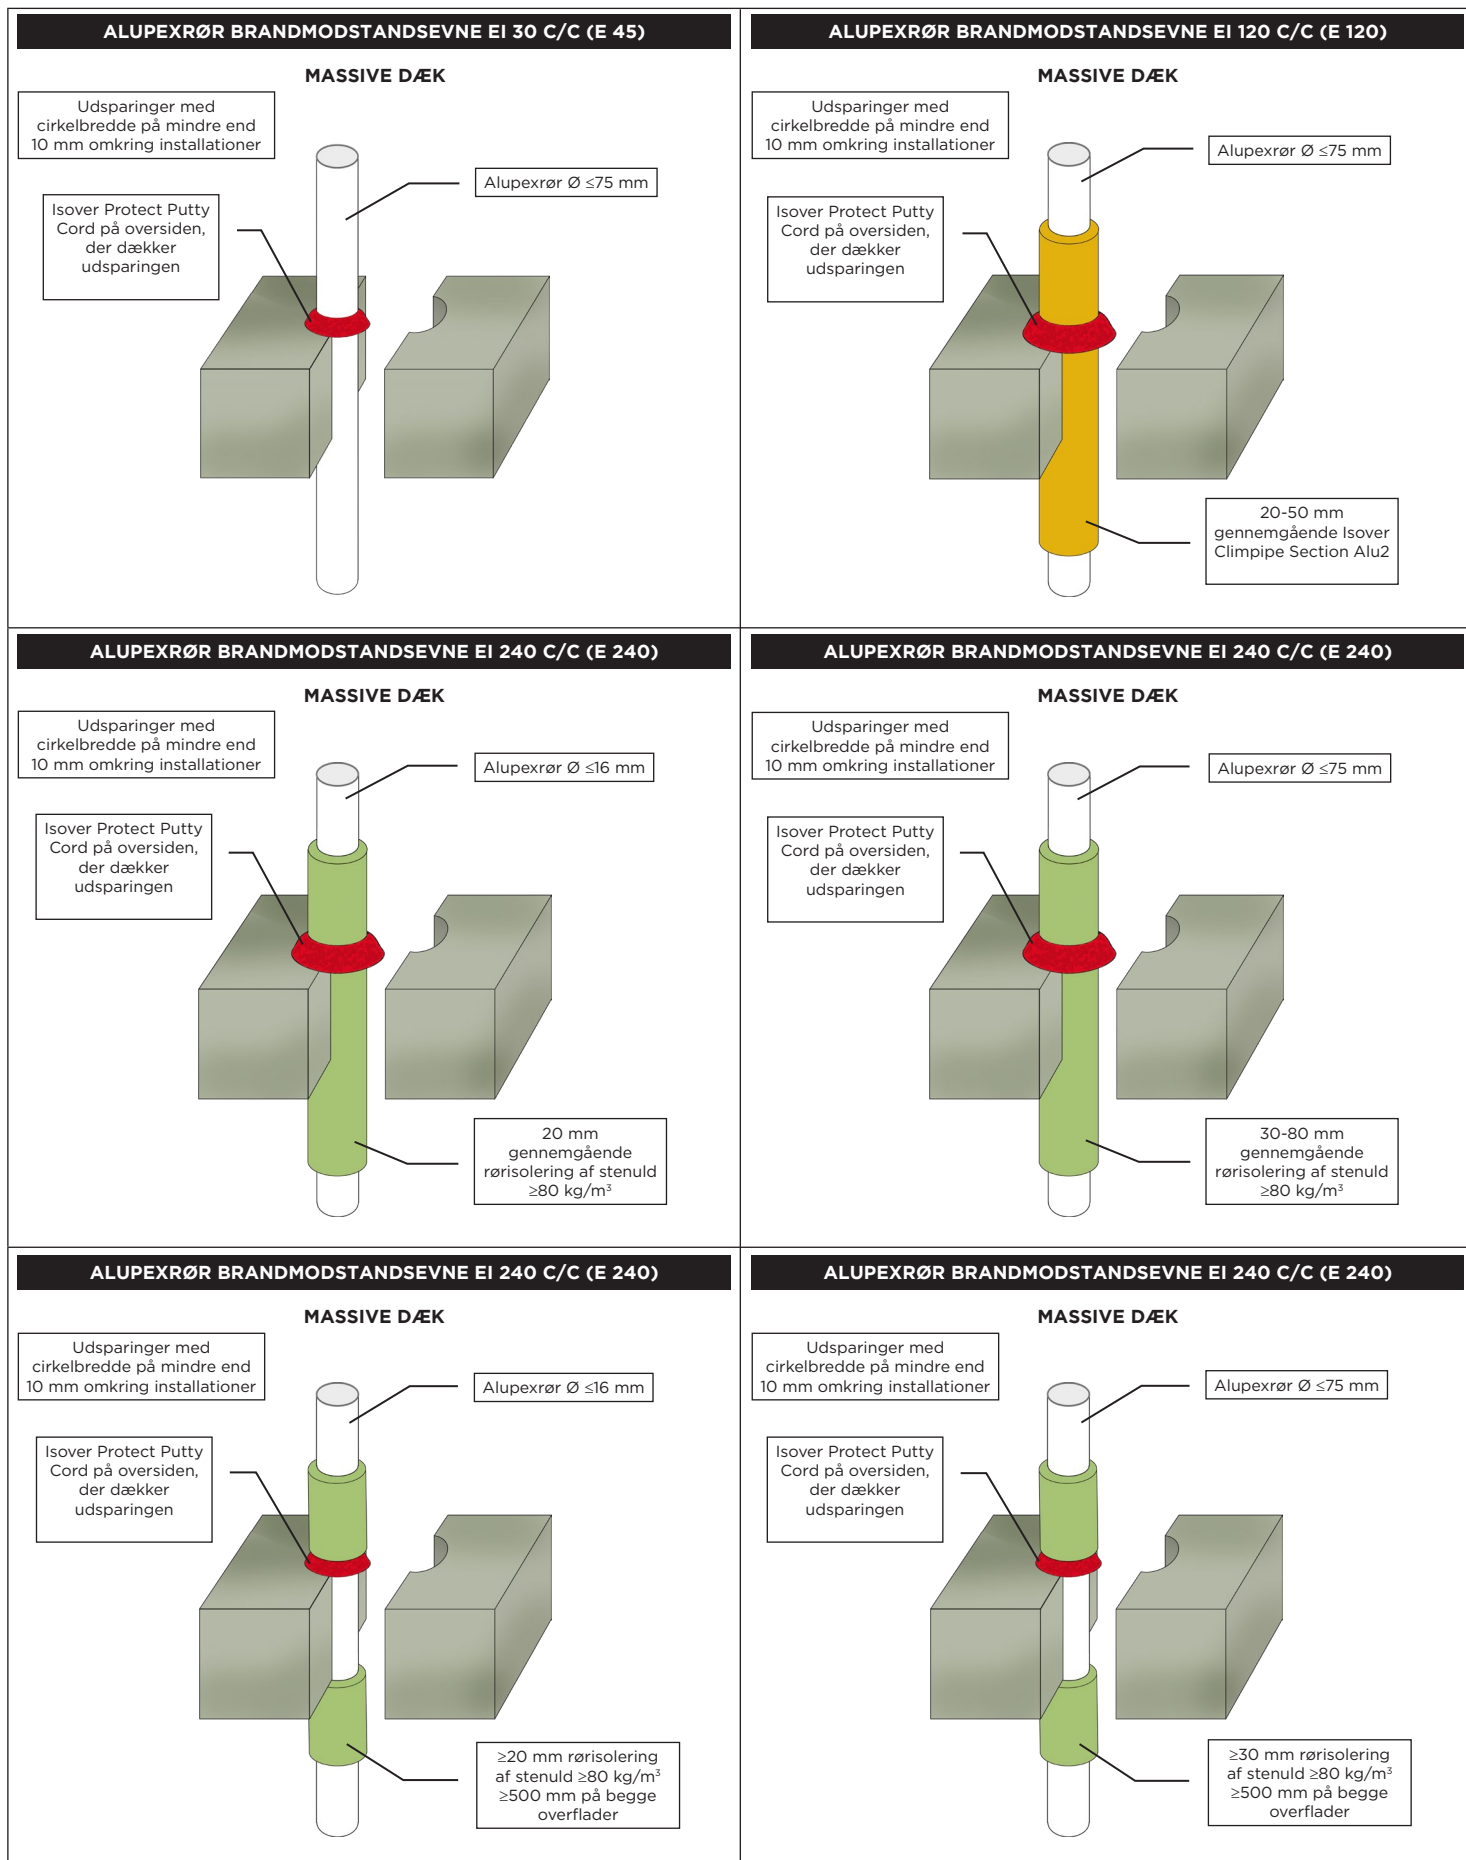 ALUPEXRØR BRANDMODSTANDSEVNE EI 30 C/C (E 45)
MASSIVE DÆK
Udsparinger med
cirkelbredde på mindre end
10 mm omkring installationer
Alupexrør Ø ≤75 mm
Isover Protect Putty
Cord på oversiden,
der dækker
udsparingen
ALUPEXRØR BRANDMODSTANDSEVNE EI 120 C/C (E 120)
MASSIVE DÆK
Udsparinger med
cirkelbredde på mindre end
10 mm omkring installationer
Alupexrør Ø ≤75 mm
Isover Protect Putty
Cord på oversiden,
der dækker
udsparingen
20-50 mm
gennemgående Isover
Climpipe Section Alu2
ALUPEXRØR BRANDMODSTANDSEVNE EI 240 C/C (E 240)
MASSIVE DÆK
Udsparinger med
cirkelbredde på mindre end
10 mm omkring installationer
Alupexrør Ø ≤16 mm
Isover Protect Putty
Cord på oversiden,
der dækker
udsparingen
20 mm
gennemgående
rørisolering af stenuld
≥80 kg/m³
ALUPEXRØR BRANDMODSTANDSEVNE EI 240 C/C (E 240)
MASSIVE DÆK
Udsparinger med
cirkelbredde på mindre end
10 mm omkring installationer
Alupexrør Ø ≤75 mm
Isover Protect Putty
Cord på oversiden,
der dækker
udsparingen
30-80 mm
gennemgående
rørisolering af stenuld
≥80 kg/m³
ALUPEXRØR BRANDMODSTANDSEVNE EI 240 C/C (E 240)
MASSIVE DÆK
Udsparinger med
cirkelbredde på mindre end
10 mm omkring installationer
Alupexrør Ø ≤16 mm
Isover Protect Putty
Cord på oversiden,
der dækker
udsparingen
≥20 mm rørisolering
af stenuld ≥80 kg/m³
≥500 mm på begge
overflader
ALUPEXRØR BRANDMODSTANDSEVNE EI 240 C/C (E 240)
MASSIVE DÆK
Udsparinger med
cirkelbredde på mindre end
10 mm omkring installationer
Alupexrør Ø ≤75 mm
Isover Protect Putty
Cord på oversiden,
der dækker
udsparingen
≥30 mm rørisolering
af stenuld ≥80 kg/m³
≥500 mm på begge
overflader